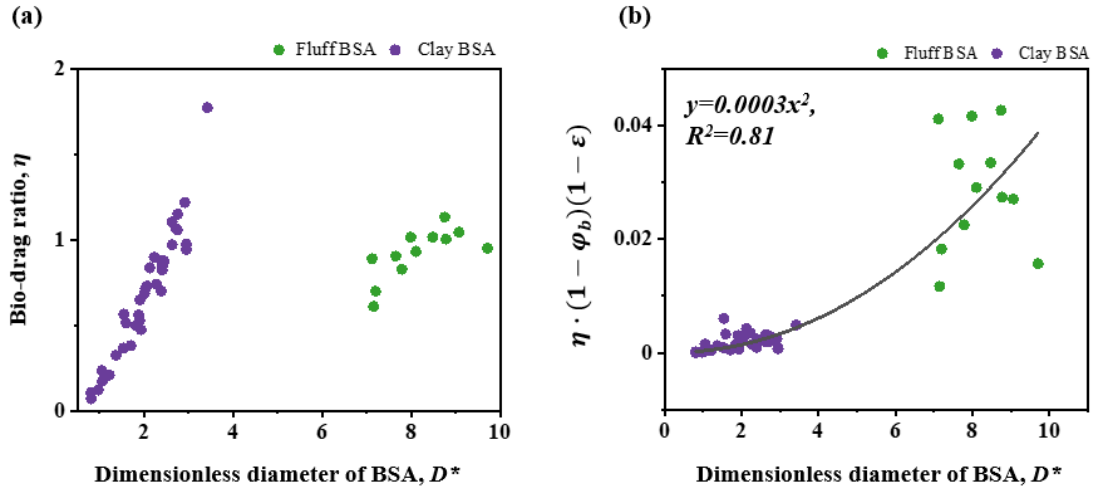 (a)
Fluff BSA Clay BSA
2
1
0
2 4 6 8 10
Bio-drag ratio, η
Dimensionless diameter of BSA, D*
(b)
Fluff BSA Clay BSA
y=0.0003x²,
R²=0.81
0.04
0.02
0
0 2 4 6 8 10
η · (1 − φ_b)(1 − ε)
Dimensionless diameter of BSA, D*